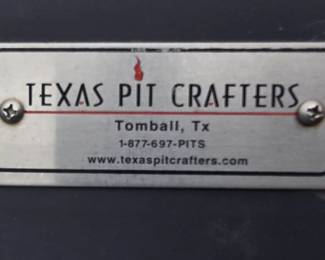 TEXAS PIT CRAFTERS
Tomball, Tx
1-877-697-PITS
www.texaspitcrafters.com